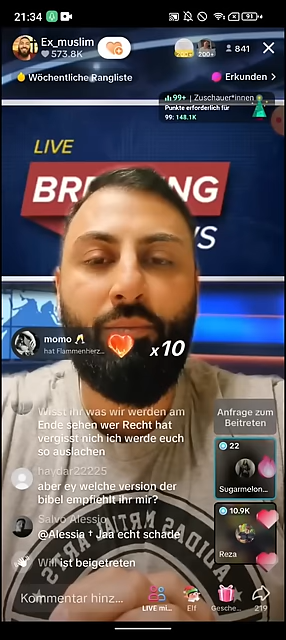 21:34
91
Ex_muslim
573.8K
200+
841
Wöchentliche Rangliste
Erkunden >
99+ | Zuschauer*innen
Punkte erforderlich für
99: 148.1K
LIVE
BREAKING
NEWS
momo
hat Flammenherz...
x10
Wisst ihr was wir werden am
Ende sehen wer Recht hat
vergisst nich ich werde euch
so auslachen
haydar22225
aber ey welche version der
bibel empfiehlt ihr mir?
Salvo Alessio
@Alessia † Jaa echt schade
Will ist beigetreten
Anfrage zum
Beitreten
22
Sugarmelon...
10.9K
Reza
ADIDAS
Kommentar hinz...
LIVE mi...
Elf
Gesche...
219